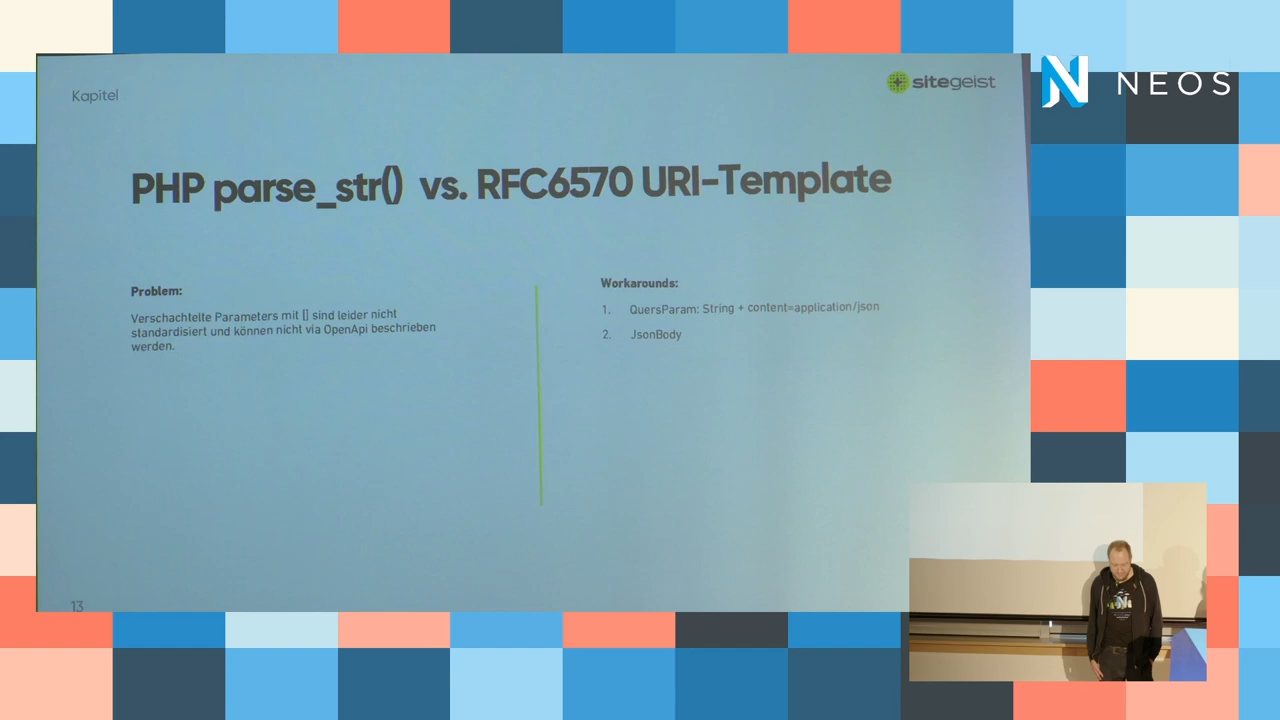 Kapitel
sitegeist
NEOS
PHP parse_str() vs. RFC6570 URI-Template
Problem:
Verschachtelte Parameters mit [] sind leider nicht
standardisiert und können nicht via OpenApi beschrieben
werden.
Workarounds:
1. QuersParam: String + content=application/json
2. JsonBody
13